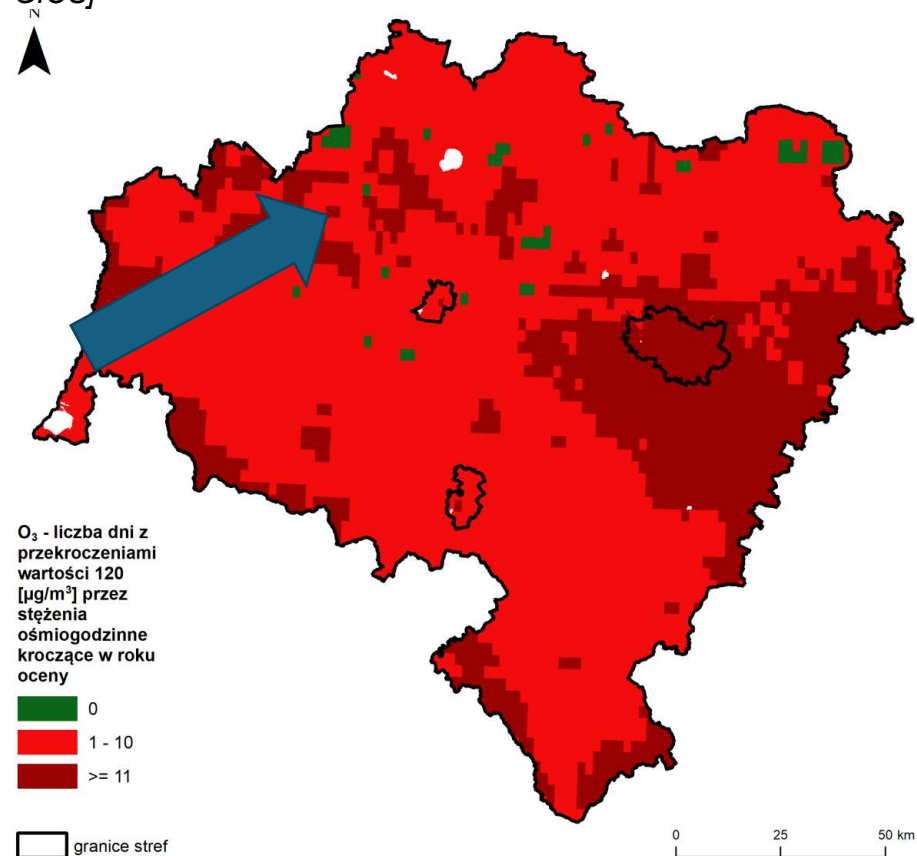 N
O₃ - liczba dni z
przekroczeniami
wartości 120
[µg/m³] przez
stężenia
ośmiogodzinne
kroczące w roku
oceny
0
1 - 10
>= 11
granice stref
0 25 50 km